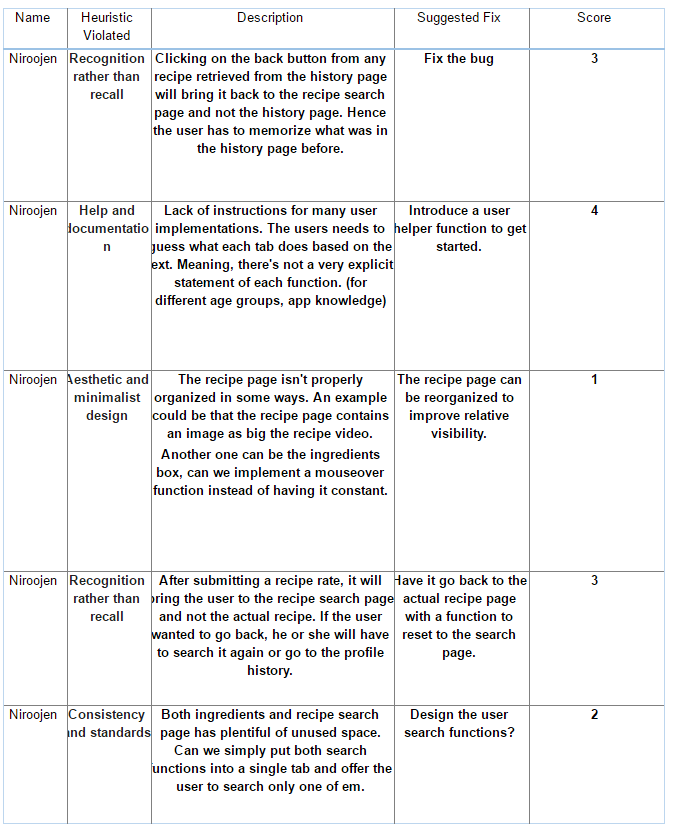 Name Heuristic Violated Description Suggested Fix Score
Niroojen Recognition Clicking on the back button from any Fix the bug 3
rather than recipe retrieved from the history page
recall will bring it back to the recipe search
page and not the history page. Hence
the user has to memorize what was in
the history page before.
Niroojen Help and Lack of instructions for many user Introduce a user 4
documentatio implementations. The users needs to helper function to get
n guess what each tab does based on the started.
text. Meaning, there's not a very explicit
statement of each function. (for
different age groups, app knowledge)
Niroojen Aesthetic and The recipe page isn't properly The recipe page can 1
minimalist organized in some ways. An example be reorganized to
design could be that the recipe page contains improve relative
an image as big the recipe video. visibility.
Another one can be the ingredients
box, can we implement a mouseover
function instead of having it constant.
Niroojen Recognition After submitting a recipe rate, it will Have it go back to the 3
rather than bring the user to the recipe search page actual recipe page
recall and not the actual recipe. If the user with a function to
wanted to go back, he or she will have reset to the search
to search it again or go to the profile page.
history.
Niroojen Consistency Both ingredients and recipe search Design the user 2
and standards page has plentiful of unused space. search functions?
Can we simply put both search
functions into a single tab and offer the
user to search only one of em.